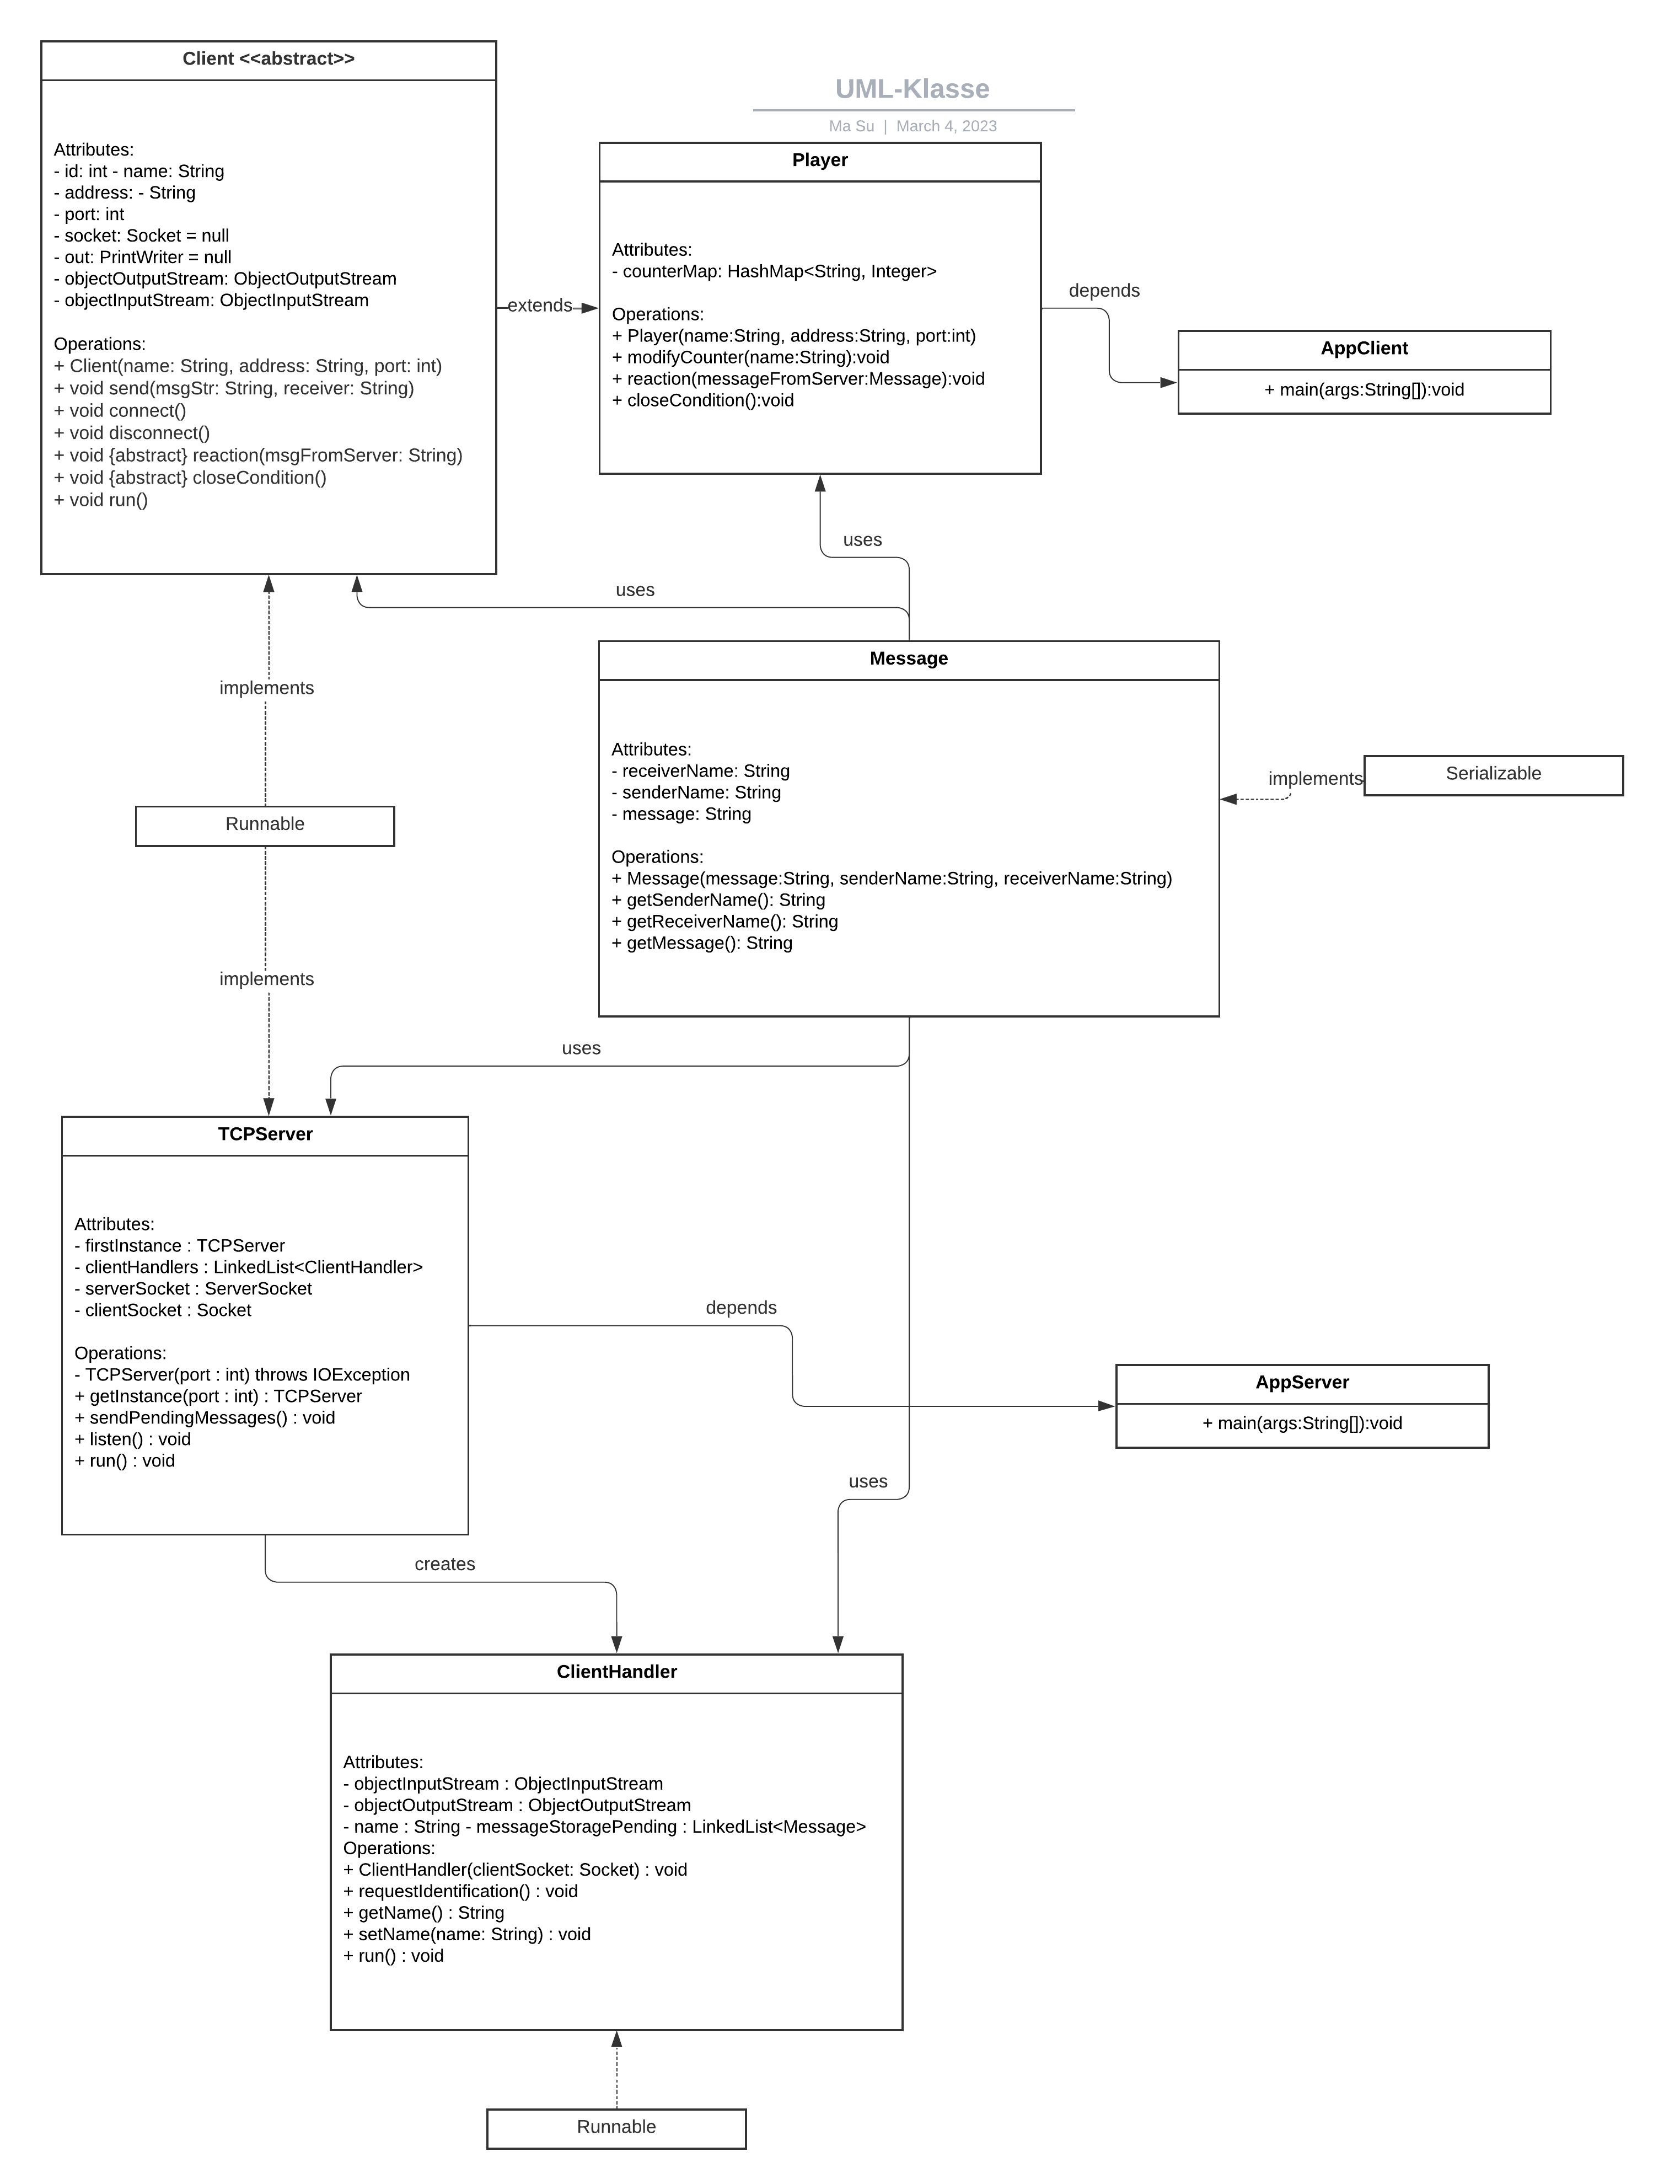 Client <<abstract>>
Attributes:
- id: int - name: String
- address: - String
- port: int
- socket: Socket = null
- out: PrintWriter = null
- objectOutputStream: ObjectOutputStream
- objectInputStream: ObjectInputStream
Operations:
+ Client(name: String, address: String, port: int)
+ void send(msgStr: String, receiver: String)
+ void connect()
+ void disconnect()
+ void {abstract} reaction(msgFromServer: String)
+ void {abstract} closeCondition()
+ void run()
UML-Klasse
Ma Su | March 4, 2023
extends
Player
Attributes:
- counterMap: HashMap<String, Integer>
Operations:
+ Player(name:String, address:String, port:int)
+ modifyCounter(name:String):void
+ reaction(messageFromServer:Message):void
+ closeCondition():void
depends
AppClient
+ main(args:String[]):void
uses
uses
implements
Runnable
implements
Message
Attributes:
- receiverName: String
- senderName: String
- message: String
Operations:
+ Message(message:String, senderName:String, receiverName:String)
+ getSenderName(): String
+ getReceiverName(): String
+ getMessage(): String
implements
Serializable
uses
TCPServer
Attributes:
- firstInstance : TCPServer
- clientHandlers : LinkedList<ClientHandler>
- serverSocket : ServerSocket
- clientSocket : Socket
Operations:
- TCPServer(port : int) throws IOException
+ getInstance(port : int) : TCPServer
+ sendPendingMessages() : void
+ listen() : void
+ run() : void
depends
AppServer
+ main(args:String[]):void
uses
creates
ClientHandler
Attributes:
- objectInputStream : ObjectInputStream
- objectOutputStream : ObjectOutputStream
- name : String - messageStoragePending : LinkedList<Message>
Operations:
+ ClientHandler(clientSocket: Socket) : void
+ requestIdentification() : void
+ getName() : String
+ setName(name: String) : void
+ run() : void
Runnable